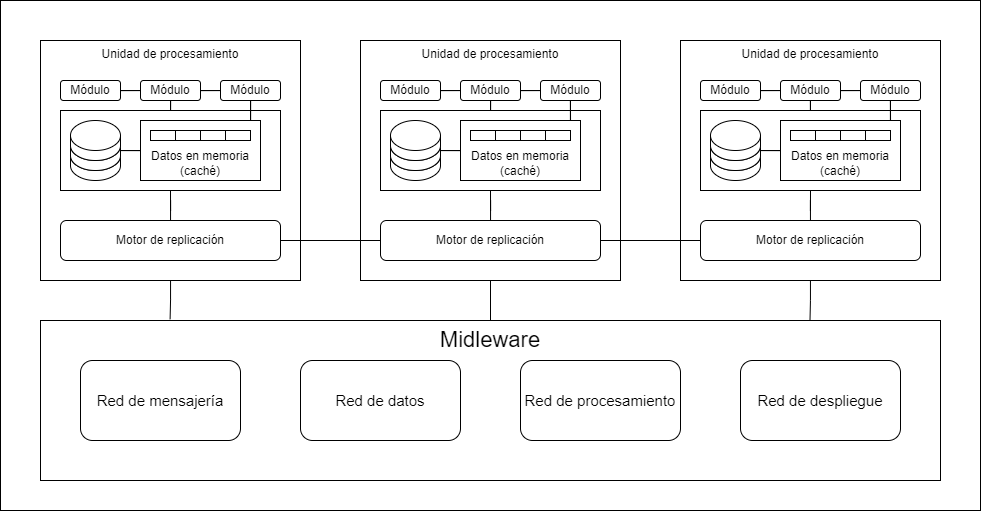 Unidad de procesamiento
Módulo Módulo Módulo
Datos en memoria
(caché)
Motor de replicación
Unidad de procesamiento
Módulo Módulo Módulo
Datos en memoria
(caché)
Motor de replicación
Unidad de procesamiento
Módulo Módulo Módulo
Datos en memoria
(caché)
Motor de replicación
Midleware
Red de mensajería
Red de datos
Red de procesamiento
Red de despliegue